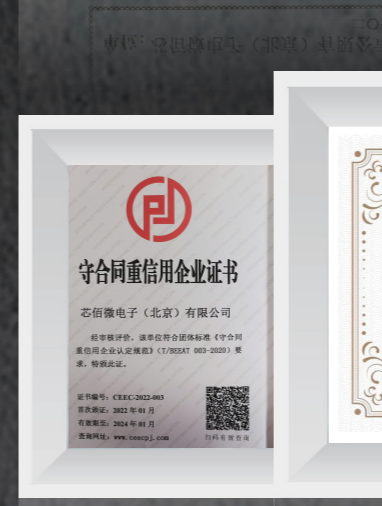 守合同重信用企业证书
芯佰微电子（北京）有限公司
经审核评价，该单位符合团体标准《守合同
重信用企业认定规范》（T/BEEAT 003-2020）要
求，特颁此证。
证书编号：CEEC-2022-003
首次颁证：2022 年 01 月
有效期至：2024 年 01 月
查询网址：www.ceecpj.com
扫码有效查询